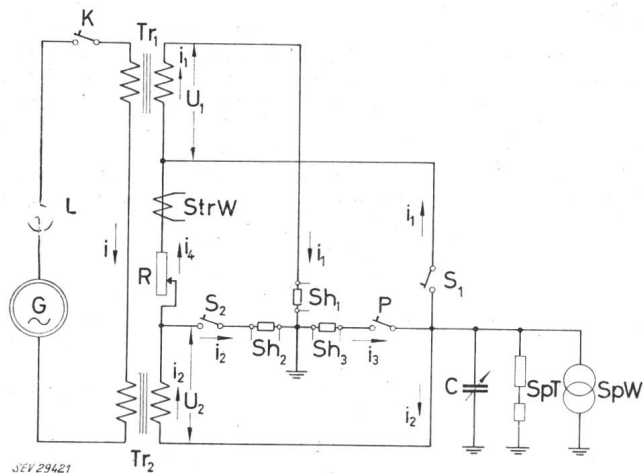 K
Tr₁
i₁
U₁
L
StrW
i₁
i
i₄
i₁
R
S₁
G
~
S₂
Sh₁
P
i₂
Sh₂
Sh₃
i₃
i₂
U₂
i₂
C
SpT
SpW
Tr₂
SEV 29421